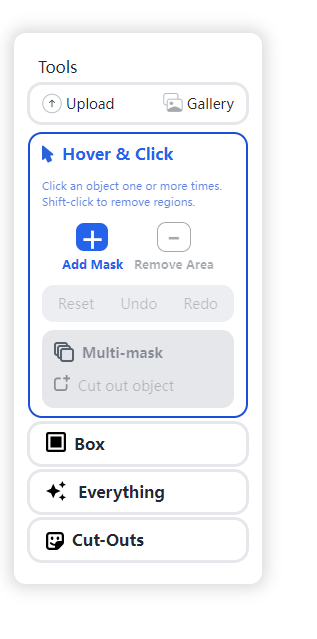 Tools
Upload Gallery
Hover & Click
Click an object one or more times.
Shift-click to remove regions.
Add Mask Remove Area
Reset Undo Redo
Multi-mask
Cut out object
Box
Everything
Cut-Outs